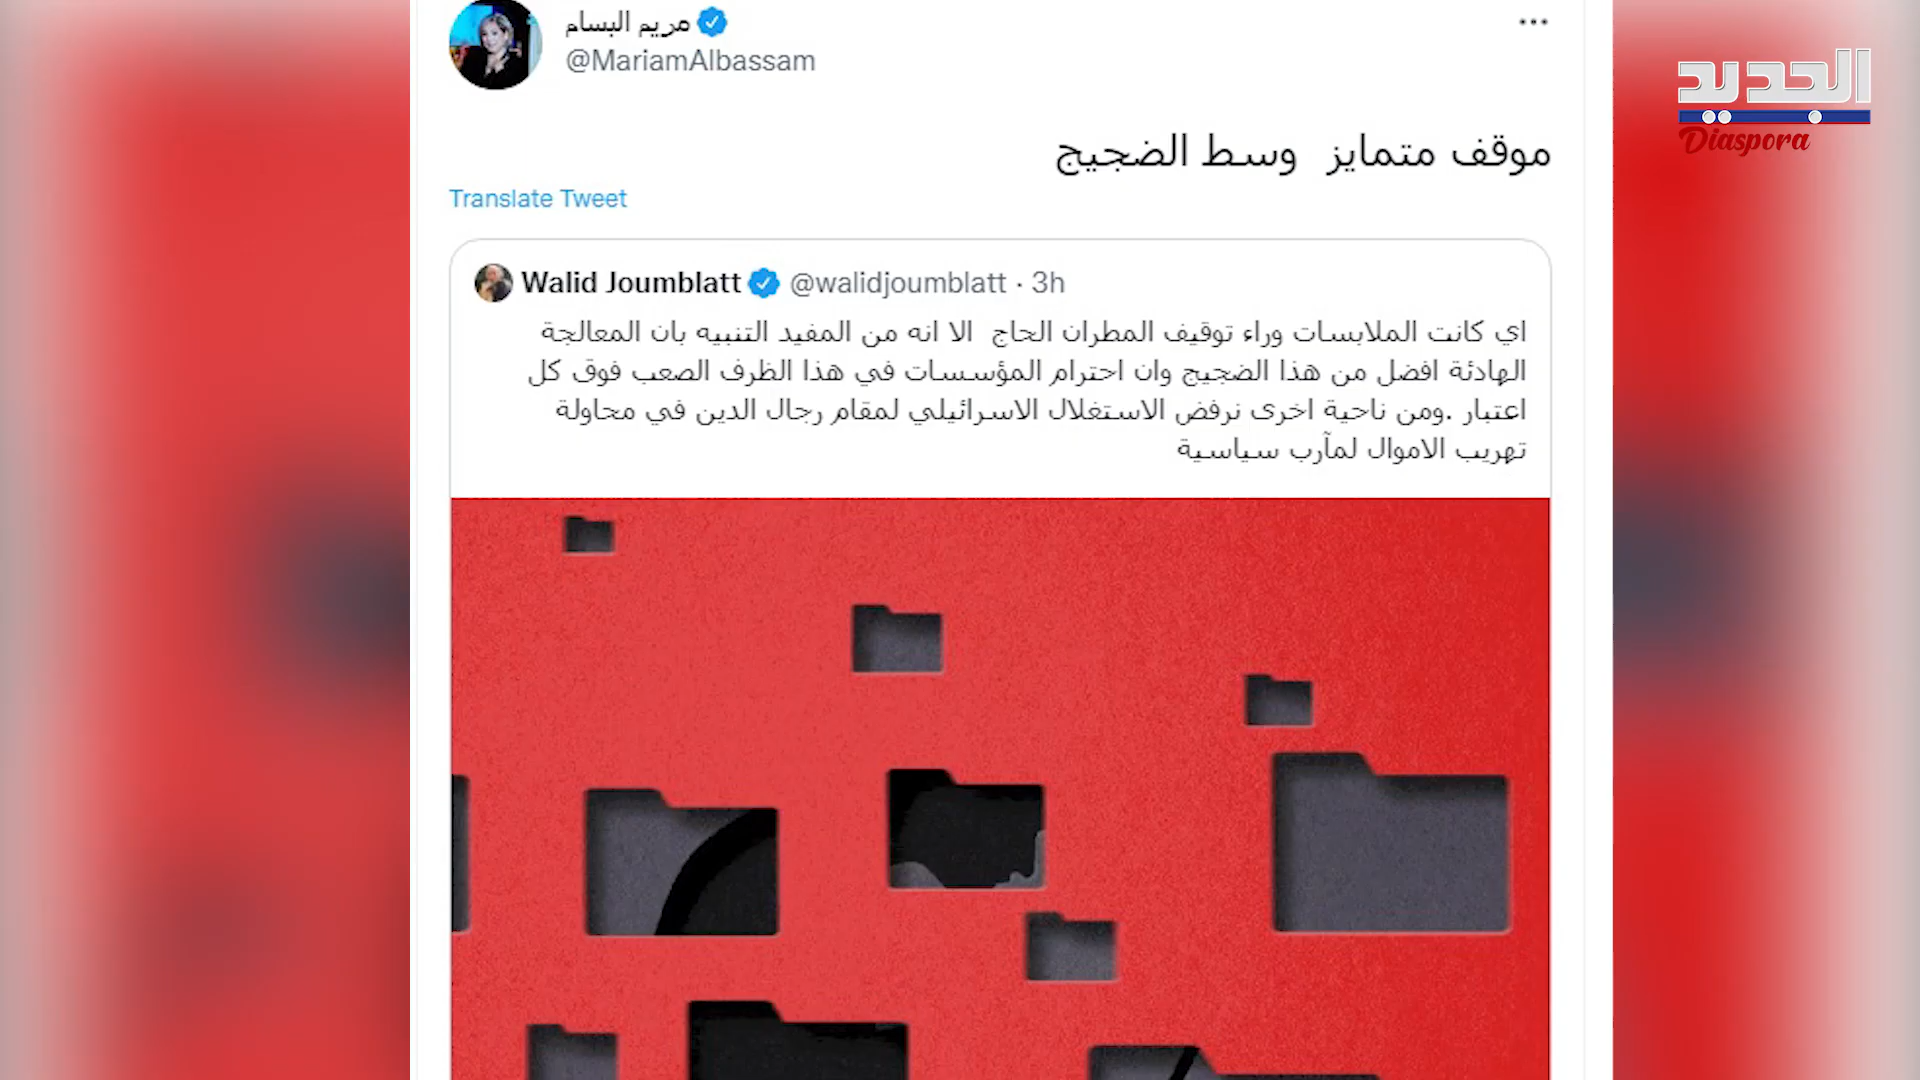 مريم البسام
@MariamAlbassam
الجديد
Diaspora
موقف متمايز وسط الضجيج
Translate Tweet
Walid Joumblatt @walidjoumblatt · 3h
اي كانت الملابسات وراء توقيف المطران الحاج الا انه من المفيد التنبيه بان المعالجة
الهادئة افضل من هذا الضجيج وان احترام المؤسسات في هذا الظرف الصعب فوق كل
اعتبار .ومن ناحية اخرى نرفض الاستغلال الاسرائيلي لمقام رجال الدين في محاولة
تهريب الاموال لمآرب سياسية